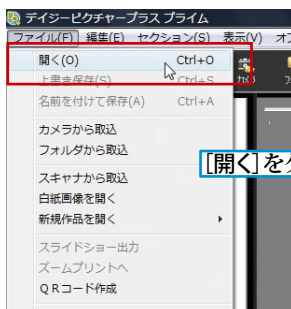 デイジーピクチャープラス プライム
ファイル(F) 編集(E) セクション(S) 表示(V)
開く(O) Ctrl+O
上書き保存(S) Ctrl+S
名前を付けて保存(A) Ctrl+A
カメラから取込
フォルダから取込
[開く]を
スキャナから取込
白紙画像を開く
新規作品を開く
スライドショー出力
ズームプリントへ
QRコード作成